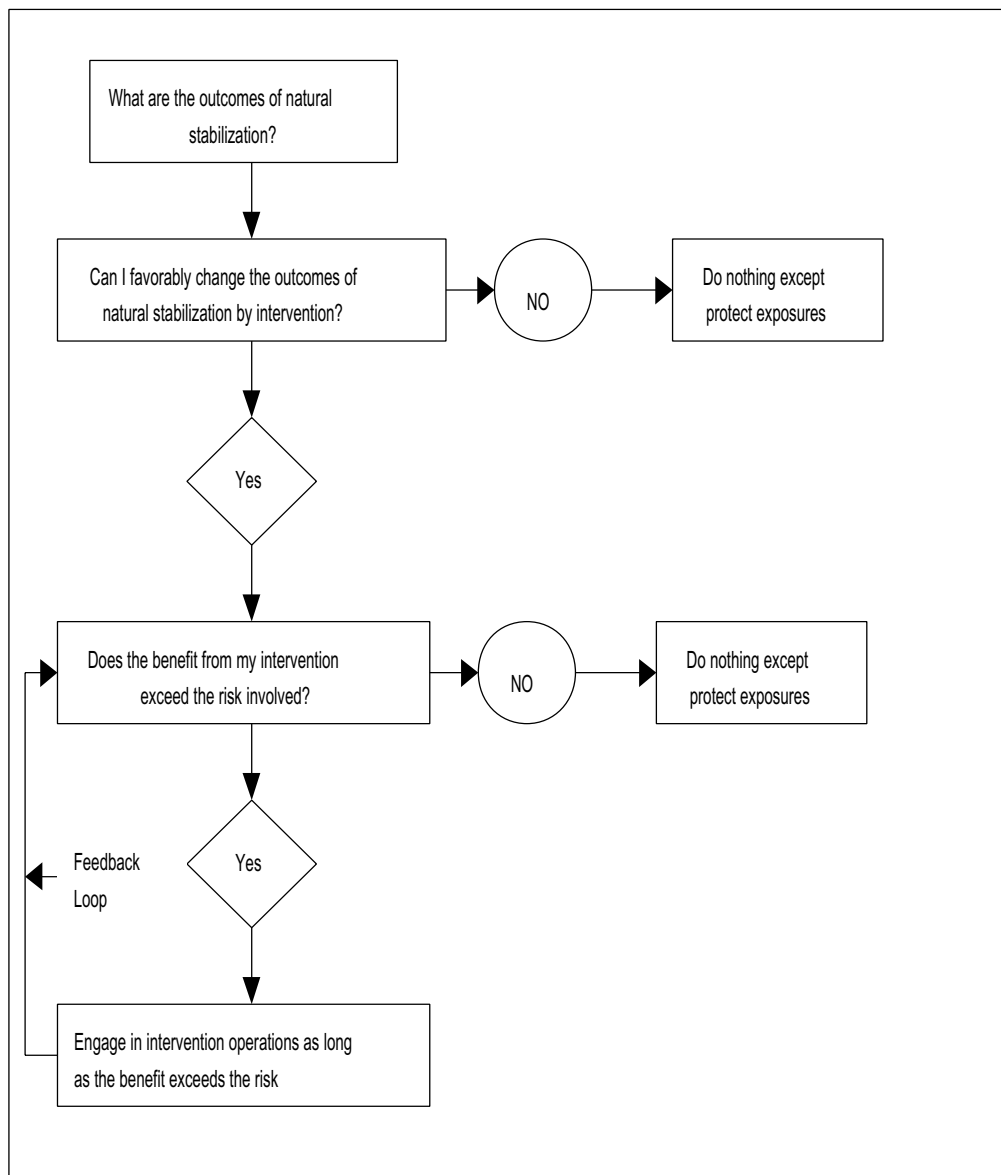 What are the outcomes of natural
stabilization?
Can I favorably change the outcomes of
natural stabilization by intervention?
NO
Do nothing except
protect exposures
Yes
Does the benefit from my intervention
exceed the risk involved?
NO
Do nothing except
protect exposures
Yes
Feedback
Loop
Engage in intervention operations as long
as the benefit exceeds the risk